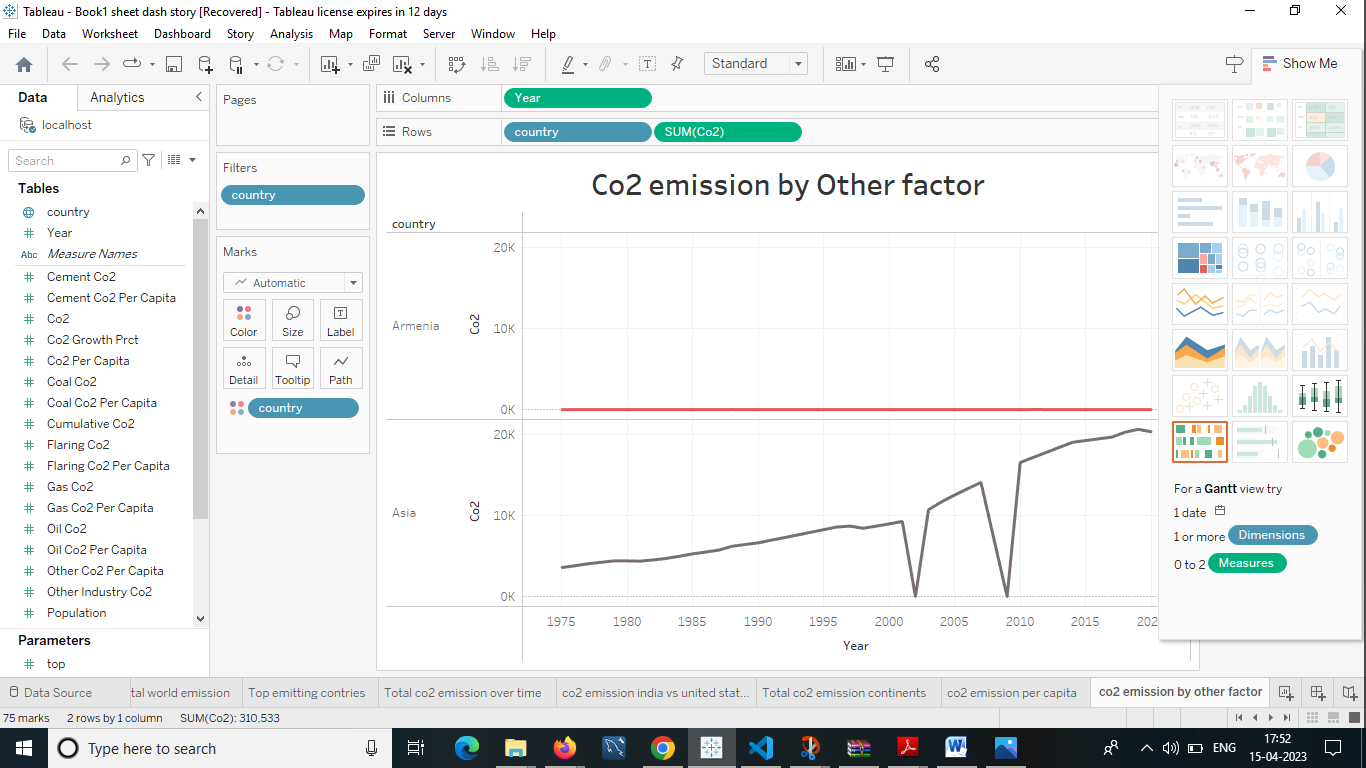 Tableau - Book1 sheet dash story [Recovered] - Tableau license expires in 12 days
File Data Worksheet Dashboard Story Analysis Map Format Server Window Help
Standard
Show Me
Data Analytics
localhost
Search
Tables
country
Year
Abc Measure Names
Cement Co2
Cement Co2 Per Capita
Co2
Co2 Growth Prct
Co2 Per Capita
Coal Co2
Coal Co2 Per Capita
Cumulative Co2
Flaring Co2
Flaring Co2 Per Capita
Gas Co2
Gas Co2 Per Capita
Oil Co2
Oil Co2 Per Capita
Other Co2 Per Capita
Other Industry Co2
Population
Parameters
top
Pages
Filters
country
Marks
Automatic
Color Size Label
Detail Tooltip Path
country
Columns Year
Rows country SUM(Co2)
Co2 emission by Other factor
country
20K
Armenia Co2 10K
0K
20K
Asia Co2 10K
0K
1975 1980 1985 1990 1995 2000 2005 2010 2015 202
Year
For a Gantt view try
1 date
1 or more Dimensions
0 to 2 Measures
Data Source tal world emission Top emitting contries Total co2 emission over time co2 emission india vs united stat... Total co2 emission continents co2 emission per capita co2 emission by other factor
75 marks 2 rows by 1 column SUM(Co2): 310,533
Type here to search
ENG
17:52
15-04-2023